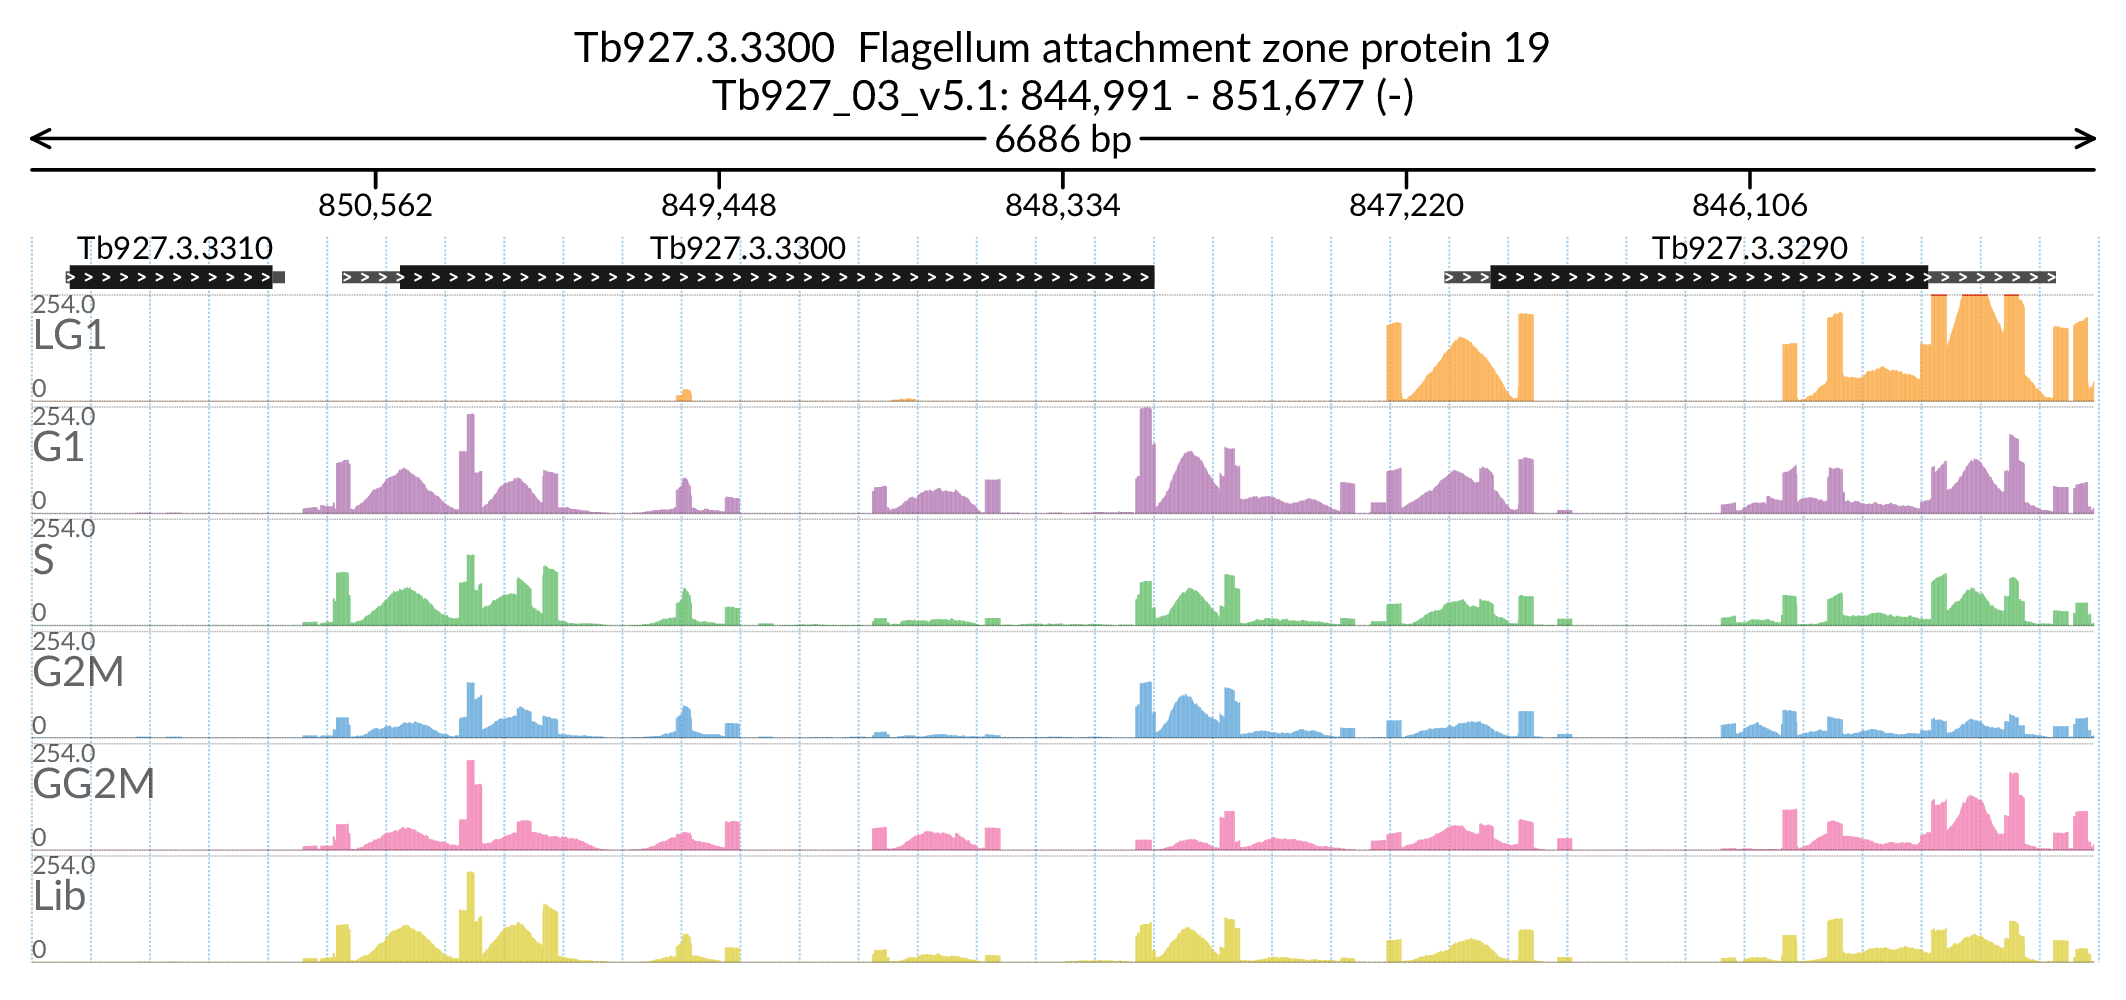 Tb927.3.3300  Flagellum attachment zone protein 19
Tb927_03_v5.1: 844,991 - 851,677 (-)
6686 bp
850,562 849,448 848,334 847,220 846,106
Tb927.3.3310 Tb927.3.3300 Tb927.3.3290
254.0
LG1
0
254.0
G1
0
254.0
S
0
254.0
G2M
0
254.0
GG2M
0
254.0
Lib
0